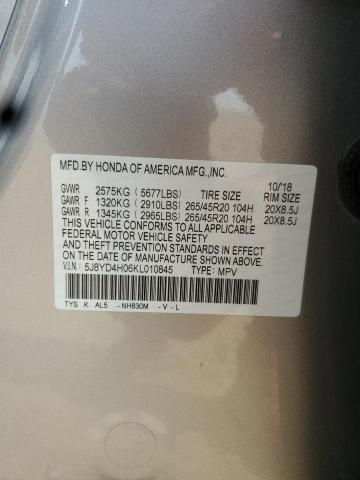 MFD.BY HONDA OF AMERICA MFG.,INC.
10/'18
GVWR 2575KG (5677LBS) TIRE SIZE RIM SIZE
GAWR F 1320KG (2910LBS) 265/45R20 104H 20X8.5J
GAWR R 1345KG (2965LBS) 265/45R20 104H 20X8.5J
THIS VEHICLE CONFORMS TO ALL APPLICABLE
FEDERAL MOTOR VEHICLE SAFETY, BUMPER,
AND THEFT PREVENTION STANDARDS IN EFFECT
ON THE DATE OF MANUFACTURE SHOWN ABOVE.
V.I.N: 5J8YD4H06KL010845 TYPE: MPV
TYS K AL5 -NH830M -V-L